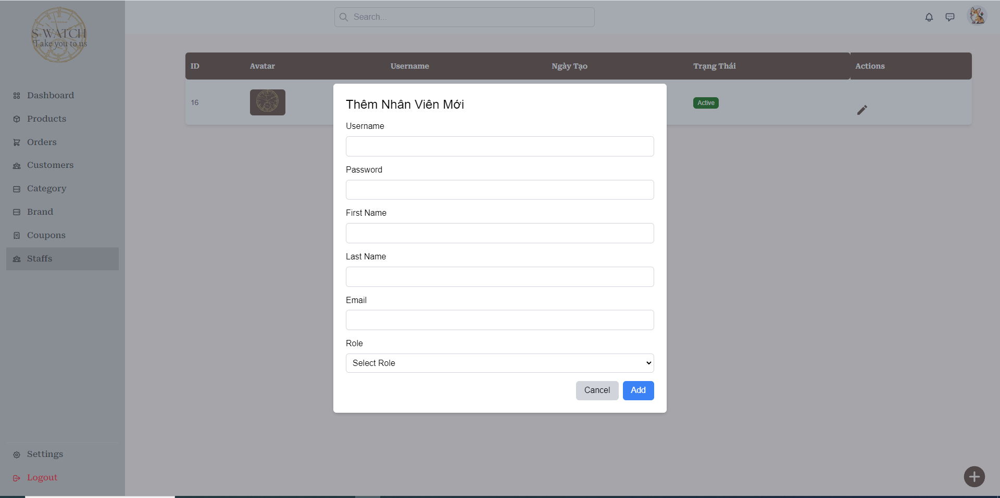 S-WATCH
Take you to us
Search...
Dashboard
Products
Orders
Customers
Category
Brand
Coupons
Staffs
Settings
Logout
ID Avatar Username Ngày Tạo Trạng Thái Actions
16 Active
Thêm Nhân Viên Mới
Username
Password
First Name
Last Name
Email
Role
Select Role
Cancel Add